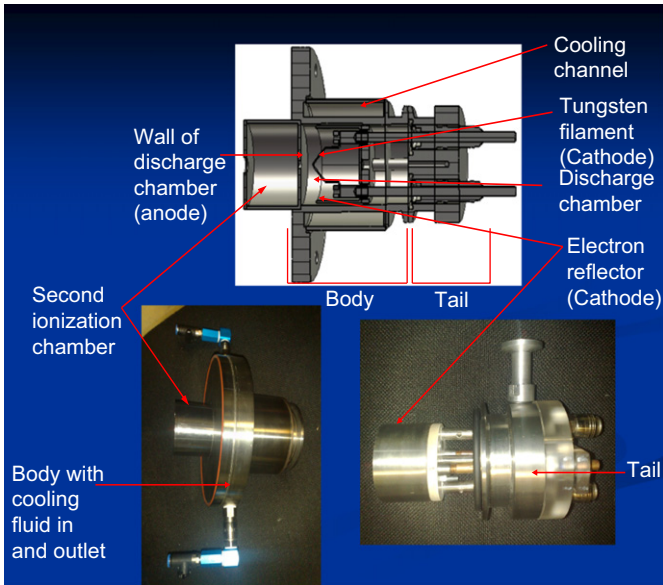 Cooling
channel
Tungsten
filament
(Cathode)
Discharge
chamber
Wall of
discharge
chamber
(anode)
Electron
reflector
(Cathode)
Body
Tail
Second
ionization
chamber
Body with
cooling
fluid in
and outlet
Tail